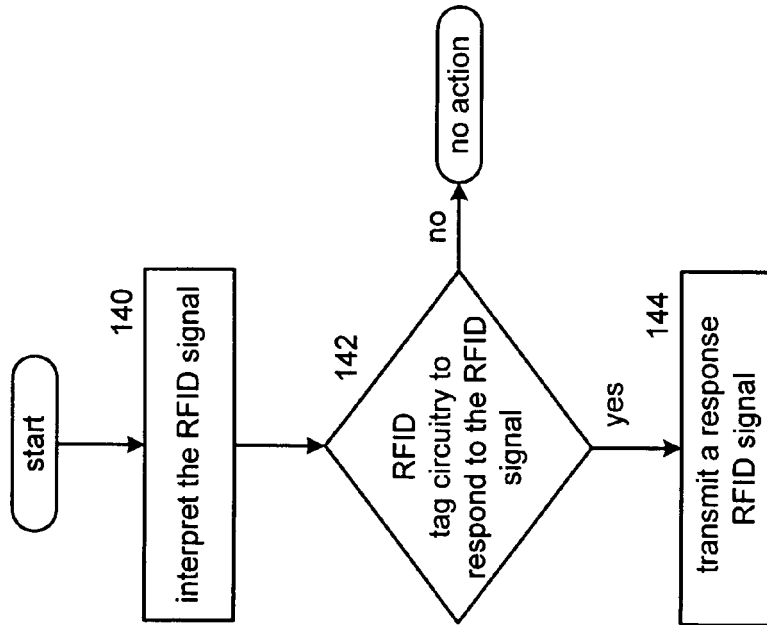 start
140
interpret the RFID signal
142
RFID
tag circuitry to
respond to the RFID
signal
no
no action
yes
144
transmit a response
RFID signal